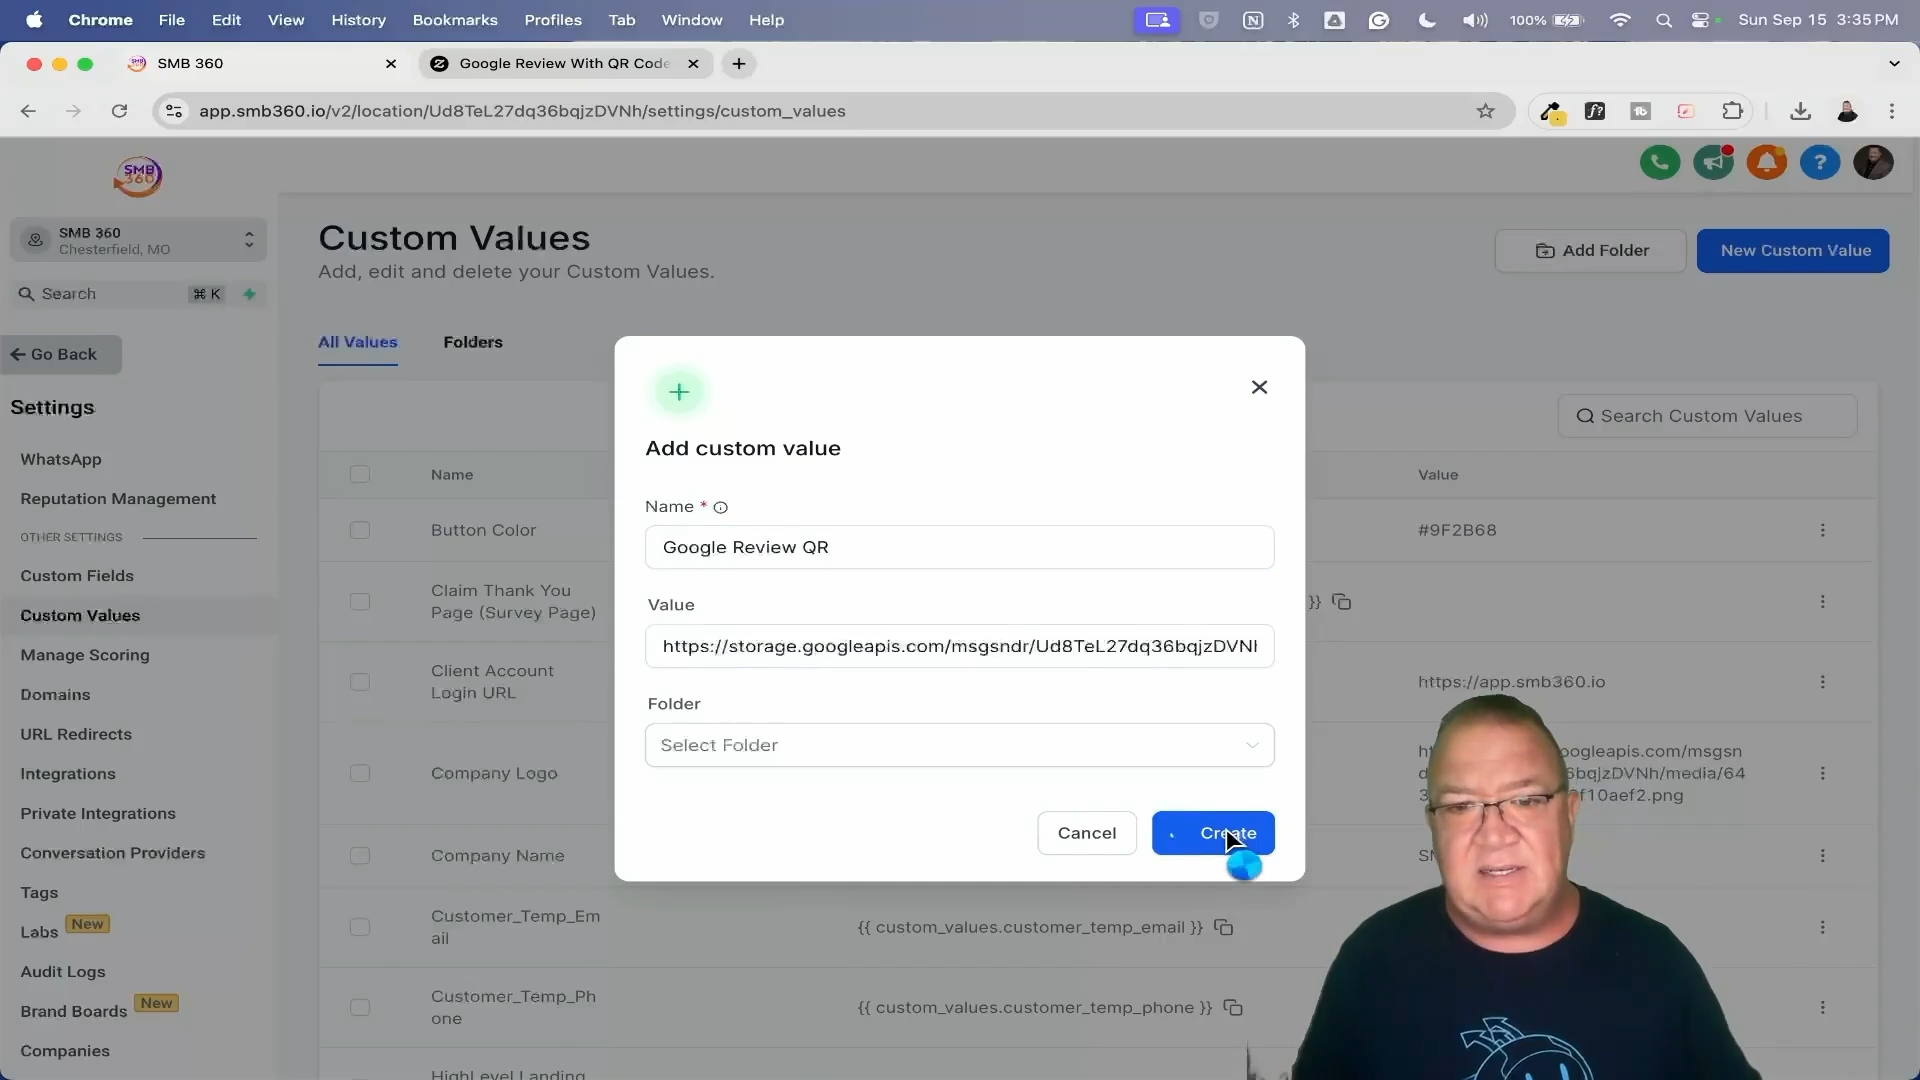 Chrome File Edit View History Bookmarks Profiles Tab Window Help 100% Sun Sep 15 3:35 PM
SMB 360
Google Review With QR Code
app.smb360.io/v2/location/Ud8TeL27dq36bqjzDVNh/settings/custom_values
SMB
360
SMB 360
Chesterfield, MO
Search ⌘ K
Go Back
Settings
WhatsApp
Reputation Management
OTHER SETTINGS
Custom Fields
Custom Values
Manage Scoring
Domains
URL Redirects
Integrations
Private Integrations
Conversation Providers
Tags
Labs New
Audit Logs
Brand Boards New
Companies
Custom Values
Add, edit and delete your Custom Values.
Add Folder
New Custom Value
All Values Folders
Search Custom Values
Name Value
Button Color #9F2B68
Claim Thank You
Page (Survey Page) }}
Client Account
Login URL
https://app.smb360.io
Company Logo
oogleapis.com/msgsn
6bqjzDVNh/media/64
f10aef2.png
Company Name
Customer_Temp_Em
ail
{{ custom_values.customer_temp_email }}
Customer_Temp_Ph
one
{{ custom_values.customer_temp_phone }}
HighLevel Landing
Add custom value
Name *
Google Review QR
Value
https://storage.googleapis.com/msgsndr/Ud8TeL27dq36bqjzDVN
Folder
Select Folder
Cancel
Create